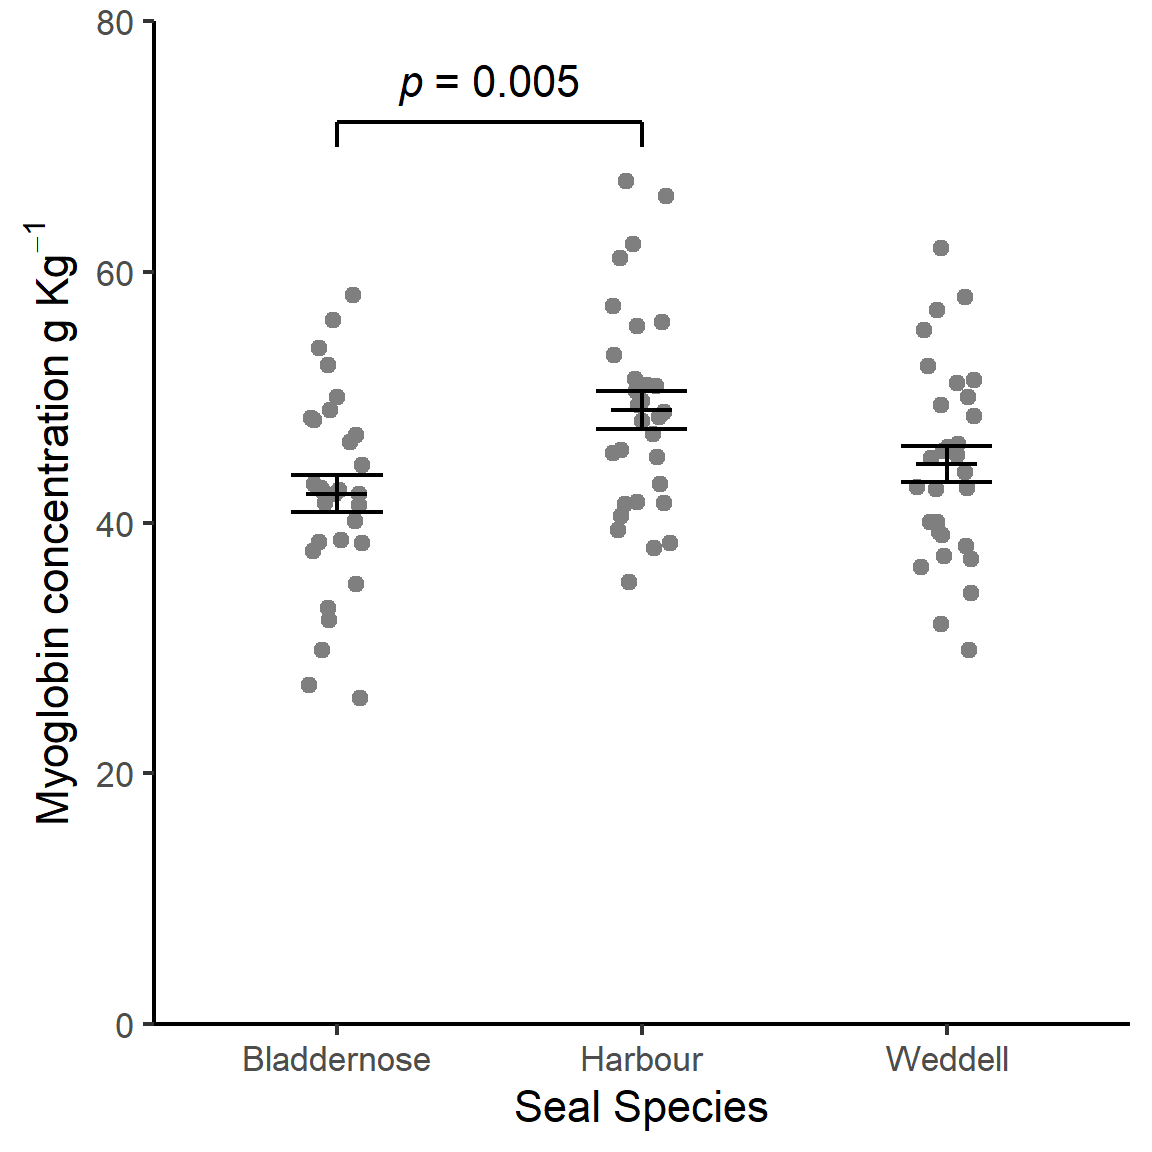 80
p = 0.005
60
40
20
0
Myoglobin concentration g Kg⁻¹
Bladdernose Harbour Weddell
Seal Species